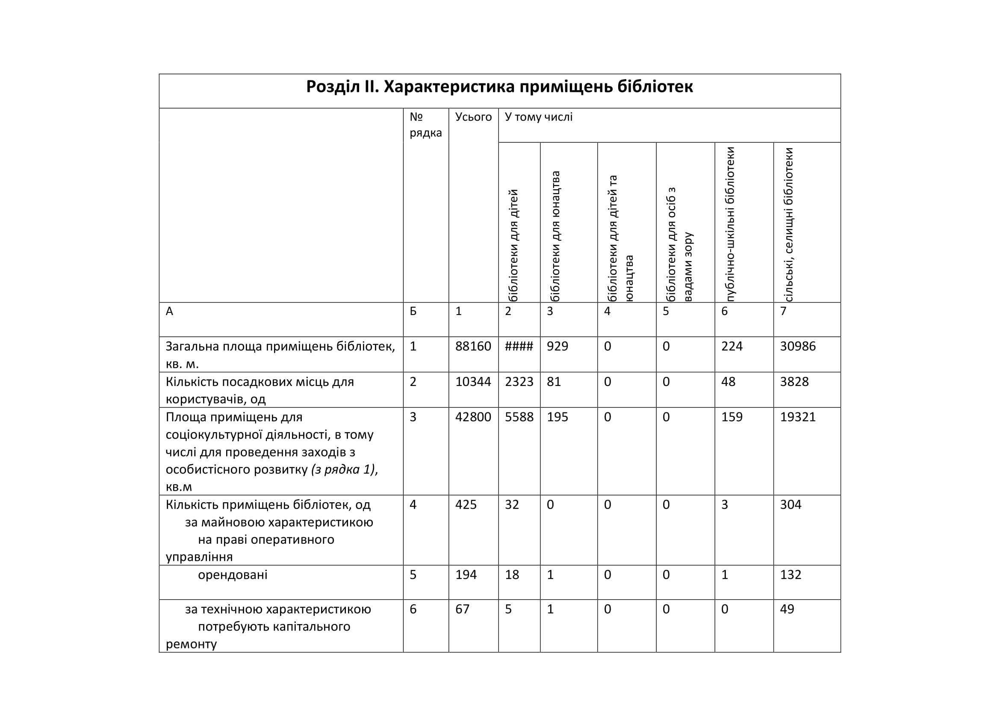 Розділ II. Характеристика приміщень бібліотек
№
рядка
Усього
У тому числі
бібліотеки для дітей
бібліотеки для юнацтва
бібліотеки для дітей та
юнацтва
бібліотеки для осіб з
вадами зору
публічно-шкільні бібліотеки
сільські, селищні бібліотеки
А Б 1 2 3 4 5 6 7
Загальна площа приміщень бібліотек, 1 88160 #### 929 0 0 224 30986
кв. м.
Кількість посадкових місць для 2 10344 2323 81 0 0 48 3828
користувачів, од
Площа приміщень для 3 42800 5588 195 0 0 159 19321
соціокультурної діяльності, в тому
числі для проведення заходів з
особистісного розвитку (з рядка 1),
кв.м
Кількість приміщень бібліотек, од 4 425 32 0 0 0 3 304
за майновою характеристикою
на праві оперативного
управління
орендовані 5 194 18 1 0 0 1 132
за технічною характеристикою 6 67 5 1 0 0 0 49
потребують капітального
ремонту